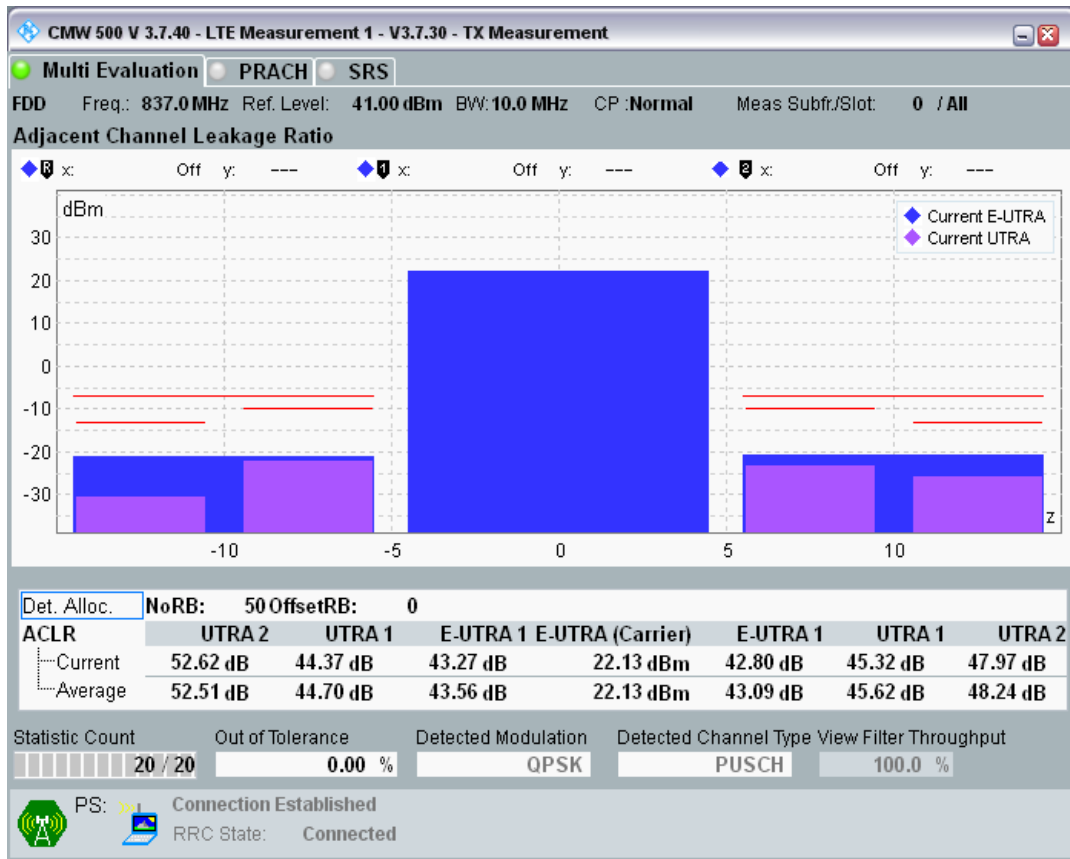 CMW 500 V 3.7.40 - LTE Measurement 1 - V3.7.30 - TX Measurement
Multi Evaluation PRACH SRS
FDD Freq.: 837.0 MHz Ref. Level: 41.00 dBm BW: 10.0 MHz CP :Normal Meas Subfr./Slot: 0 / All
Adjacent Channel Leakage Ratio
R x: Off y: --- 1 x: Off y: --- 2 x: Off y: ---
dBm
Current E-UTRA
Current UTRA
30
20
10
0
-10
-20
-30
z
-10 -5 0 5 10
Det. Alloc. NoRB: 50 OffsetRB: 0
ACLR UTRA 2 UTRA 1 E-UTRA 1 E-UTRA (Carrier) E-UTRA 1 UTRA 1 UTRA 2
Current 52.62 dB 44.37 dB 43.27 dB 22.13 dBm 42.80 dB 45.32 dB 47.97 dB
Average 52.51 dB 44.70 dB 43.56 dB 22.13 dBm 43.09 dB 45.62 dB 48.24 dB
Statistic Count Out of Tolerance Detected Modulation Detected Channel Type View Filter Throughput
20 / 20 0.00 % QPSK PUSCH 100.0 %
PS: Connection Established
RRC State: Connected